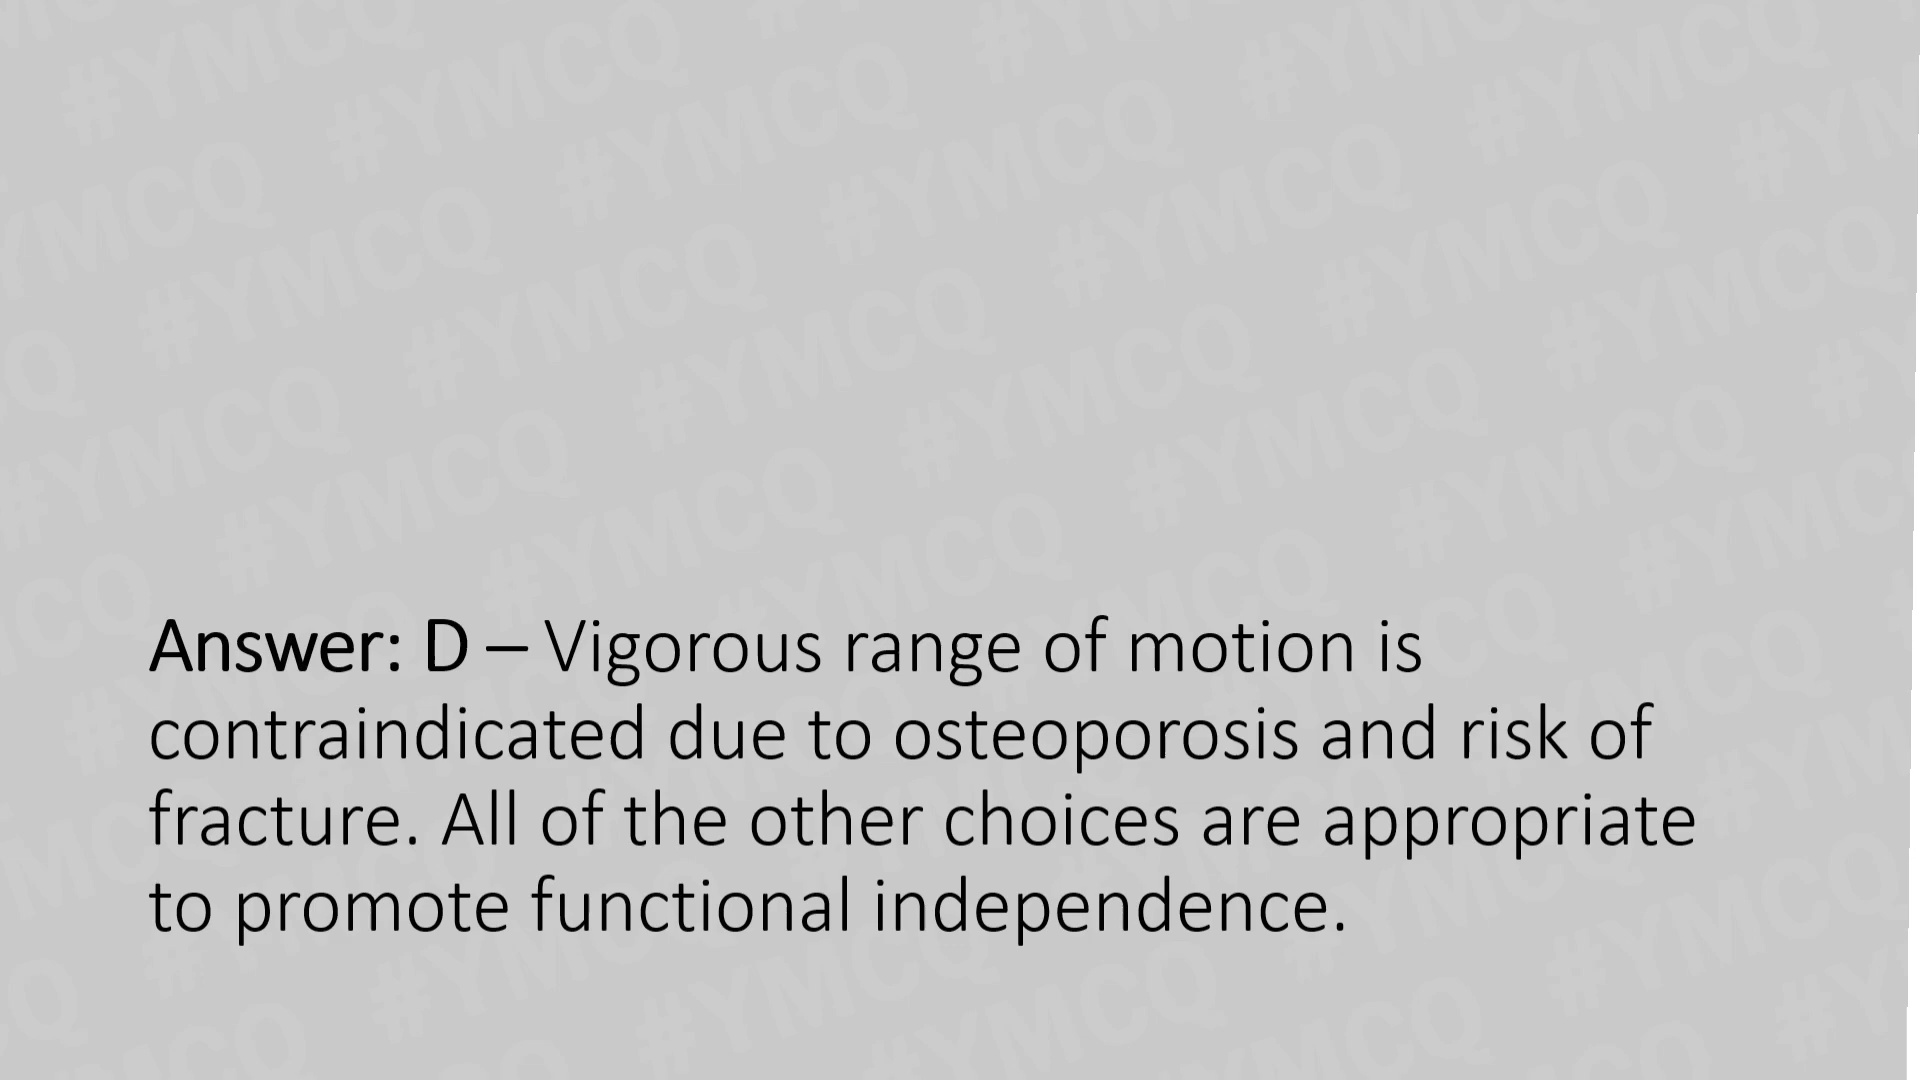 Answer: D – Vigorous range of motion is
contraindicated due to osteoporosis and risk of
fracture. All of the other choices are appropriate
to promote functional independence.
#YMCQ